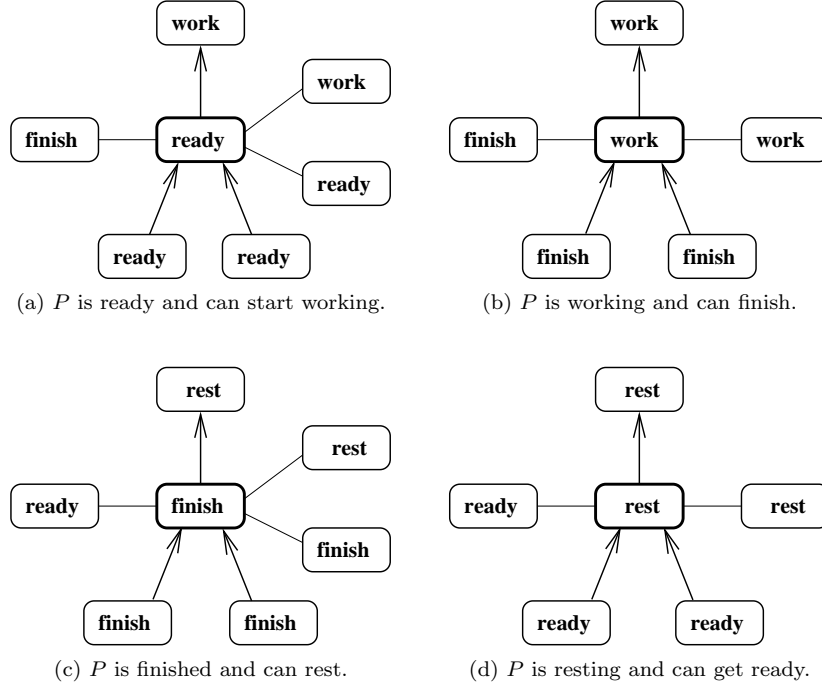 work
work
finish
ready
ready
ready
ready
(a) P is ready and can start working.
work
finish
work
work
finish
finish
(b) P is working and can finish.
rest
rest
ready
finish
finish
finish
finish
(c) P is finished and can rest.
rest
ready
rest
rest
ready
ready
(d) P is resting and can get ready.